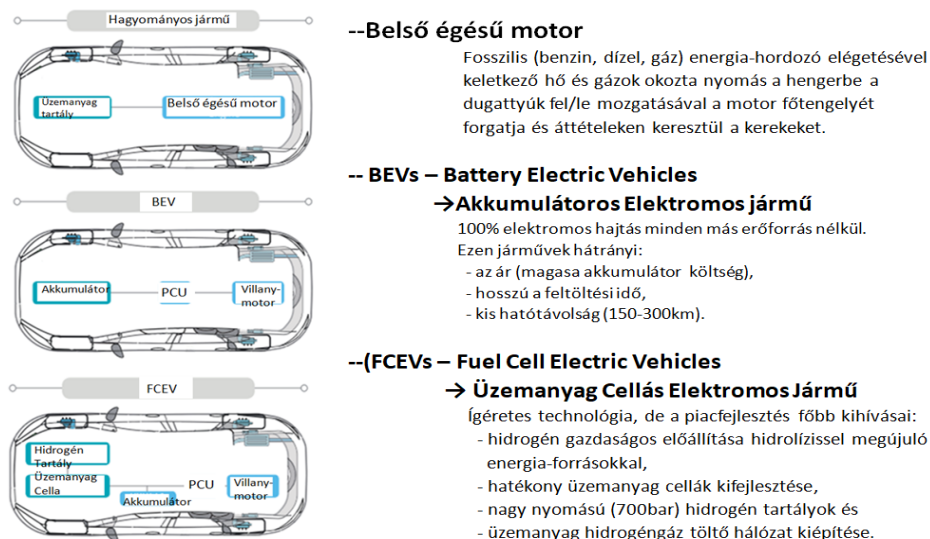 Hagyományos jármű
Üzemanyag
tartály
Belső égésű motor
--Belső égésű motor
Fosszilis (benzin, dízel, gáz) energia-hordozó elégetésével
keletkező hő és gázok okozta nyomás a hengerbe a
dugattyúk fel/le mozgatásával a motor főtengelyét
forgatja és áttételeken keresztül a kerekeket.
BEV
Akkumulátor
PCU
Villany-
motor
-- BEVs – Battery Electric Vehicles
→Akkumulátoros Elektromos jármű
100% elektromos hajtás minden más erőforrás nélkül.
Ezen járművek hátrányi:
- az ár (magasa akkumulátor költség),
- hosszú a feltöltési idő,
- kis hatótávolság (150-300km).
FCEV
Hidrogén
Tartály
Üzemanyag
Cella
Akkumulátor
PCU
Villany-
motor
--(FCEVs – Fuel Cell Electric Vehicles
→ Üzemanyag Cellás Elektromos Jármű
Ígéretes technológia, de a piacfejlesztés főbb kihívásai:
- hidrogén gazdaságos előállítása hidrolízissel megújuló
energia-forrásokkal,
- hatékony üzemanyag cellák kifejlesztése,
- nagy nyomású (700bar) hidrogén tartályok és
- üzemanyag hidrogéngáz töltő hálózat kiépítése.